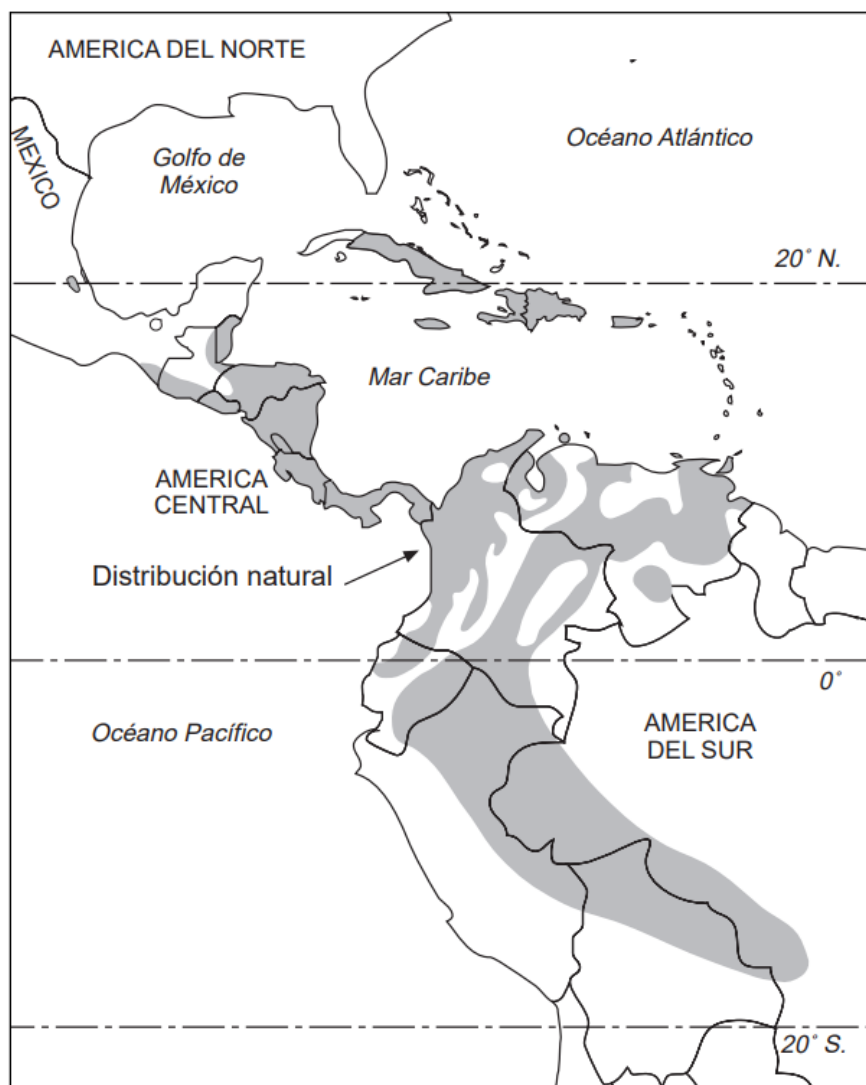 AMERICA DEL NORTE
MEXICO
Golfo de
México
Océano Atlántico
20° N.
Mar Caribe
AMERICA
CENTRAL
Distribución natural
0°
Océano Pacífico
AMERICA
DEL SUR
20° S.